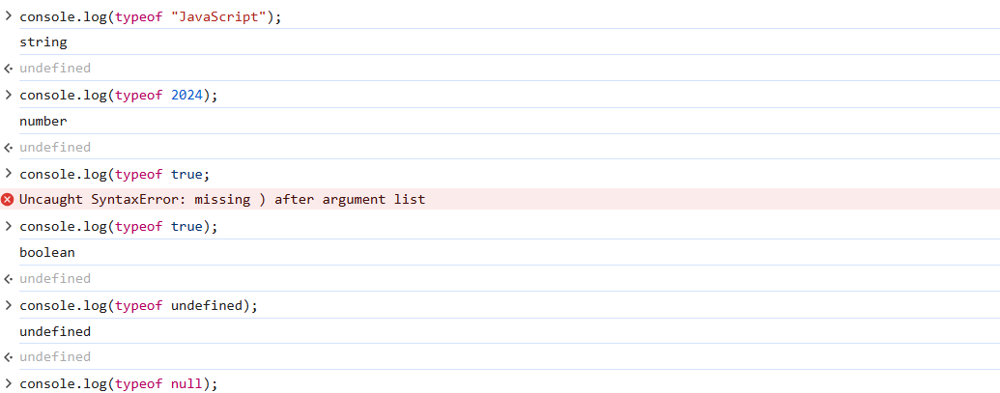 console.log(typeof "JavaScript");
string
undefined
console.log(typeof 2024);
number
undefined
console.log(typeof true;
Uncaught SyntaxError: missing ) after argument list
console.log(typeof true);
boolean
undefined
console.log(typeof undefined);
undefined
undefined
console.log(typeof null);